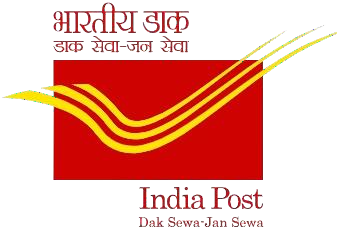 भारतीय डाक
डाक सेवा-जन सेवा
India Post
Dak Sewa-Jan Sewa